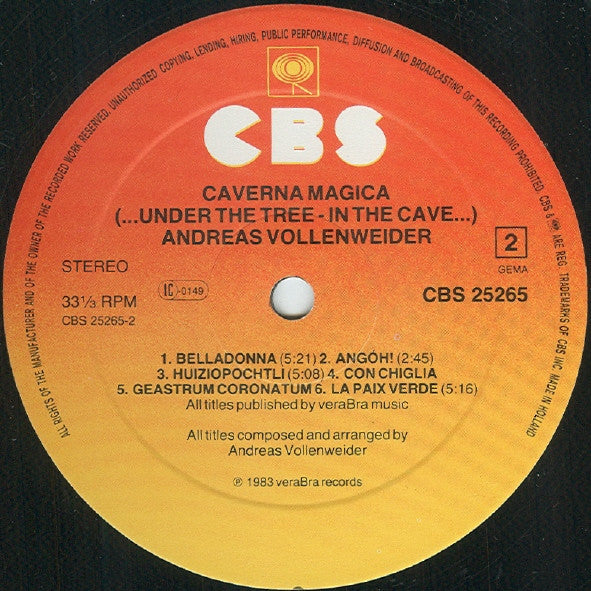 ALL RIGHTS OF THE MANUFACTURER AND OF THE OWNER OF THE RECORDED WORK RESERVED. UNAUTHORIZED COPYING, LENDING, HIRING, PUBLIC PERFORMANCE, DIFFUSION AND BROADCASTING OF THIS RECORDING PROHIBITED. CBS & ARE REG. TRADEMARKS OF CBS INC. MADE IN HOLLAND
CBS
CAVERNA MAGICA
(...UNDER THE TREE - IN THE CAVE...)
ANDREAS VOLLENWEIDER
2
GEMA
STEREO
33⅓ RPM
IC -0149
CBS 25265
CBS 25265-2
1. BELLADONNA (5:21) 2. ANGÓH! (2:45)
3. HUIZIOPOCHTLI (5:08) 4. CON CHIGLIA
5. GEASTRUM CORONATUM 6. LA PAIX VERDE (5:16)
All titles published by veraBra music
All titles composed and arranged by
Andreas Vollenweider
℗ 1983 veraBra records